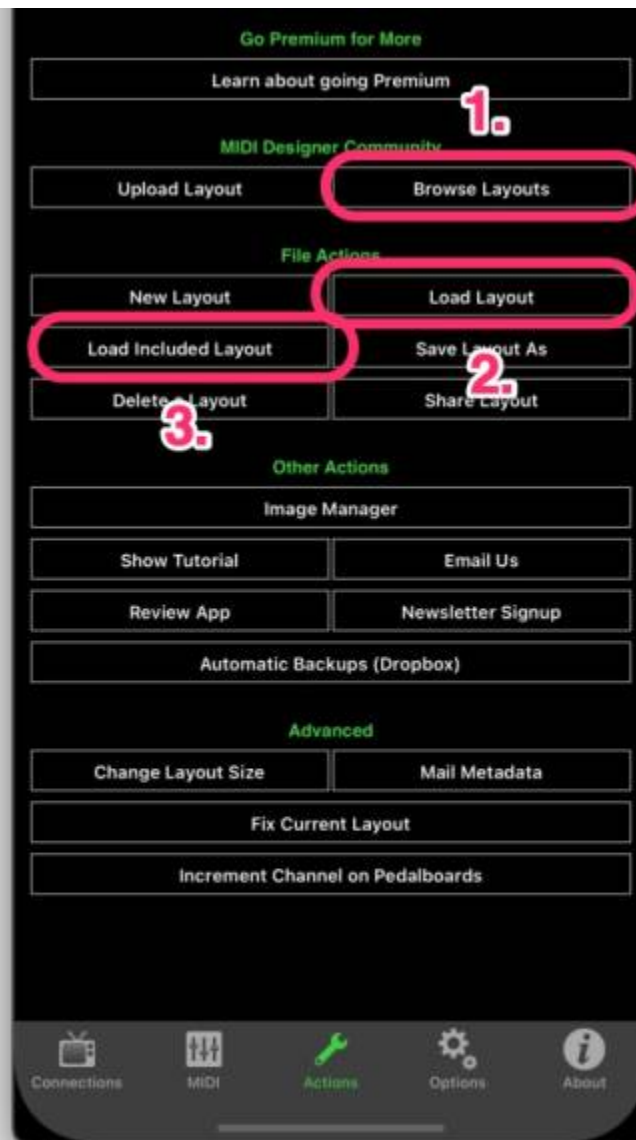 Go Premium for More
Learn about going Premium
1.
MIDI Designer Community
Upload Layout Browse Layouts
File Actions
New Layout Load Layout
Load Included Layout Save Layout As
2.
Delete a Layout Share Layout
3.
Other Actions
Image Manager
Show Tutorial Email Us
Review App Newsletter Signup
Automatic Backups (Dropbox)
Advanced
Change Layout Size Mail Metadata
Fix Current Layout
Increment Channel on Pedalboards
Connections MIDI Actions Options About